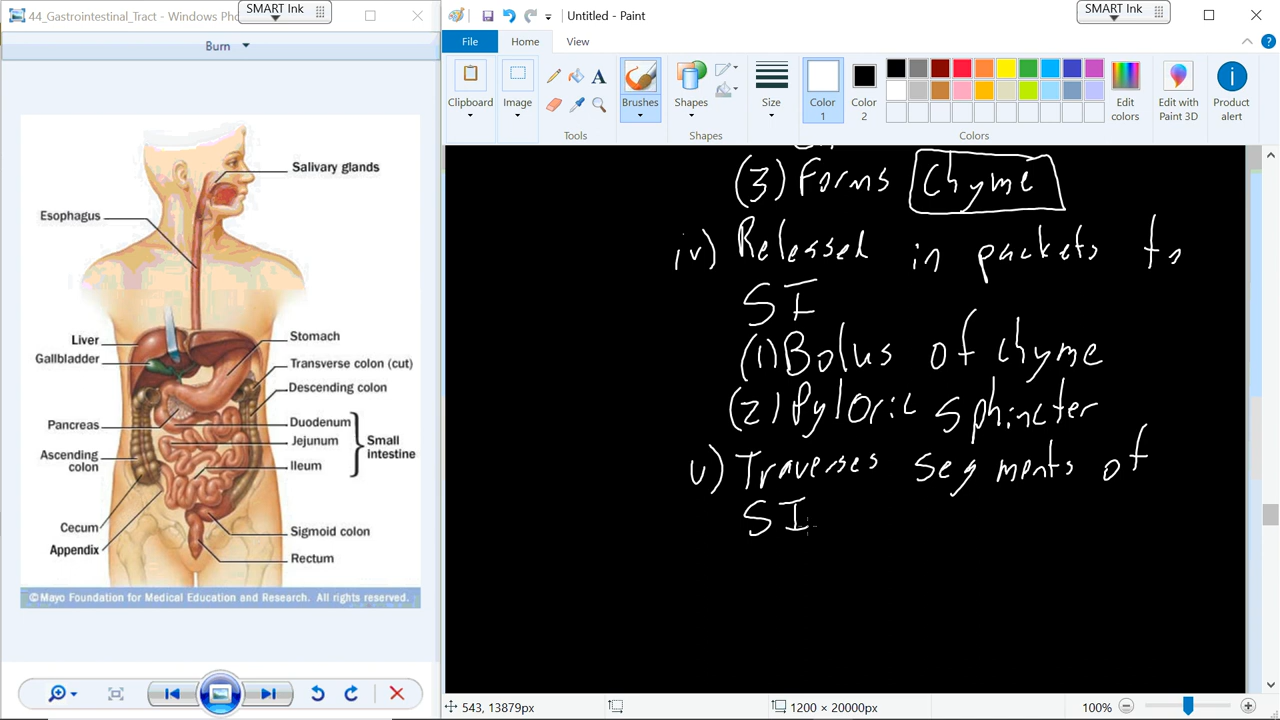 44_Gastrointestinal_Tract - Windows Pho
SMART Ink
Untitled - Paint
SMART Ink
Burn
File
Home
View
Clipboard
Image
Tools
Brushes
Shapes
Shapes
Size
Color 1
Color 2
Colors
Edit colors
Edit with Paint 3D
Product alert
Salivary glands
Esophagus
Liver
Gallbladder
Stomach
Transverse colon (cut)
Descending colon
Pancreas
Duodenum
Jejunum
Ileum
Small intestine
Ascending colon
Cecum
Appendix
Sigmoid colon
Rectum
©Mayo Foundation for Medical Education and Research. All rights reserved.
(3) Forms Chyme
iv) Released in packets to
SI
(1) Bolus of chyme
(2) Pyloric sphincter
v) Traverses segments of
SI
543, 13879px
1200 × 20000px
100%